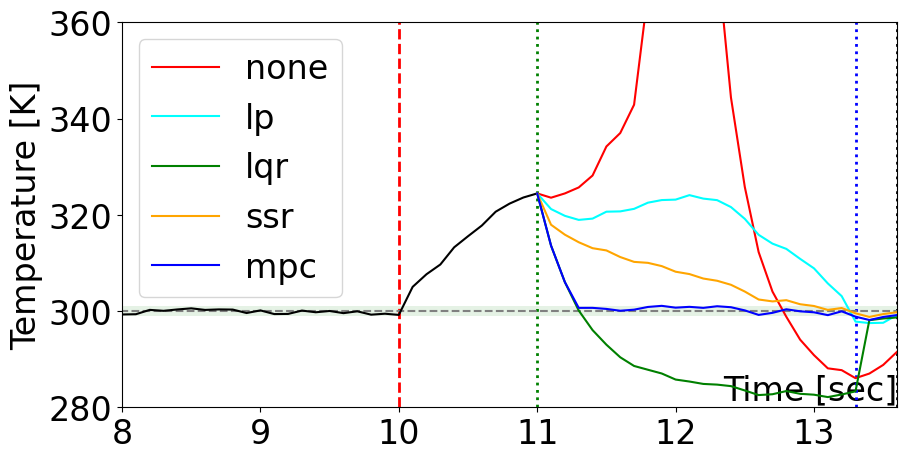 Temperature [K]
360
340
320
300
280
none
lp
lqr
ssr
mpc
Time [sec]
8 9 10 11 12 13